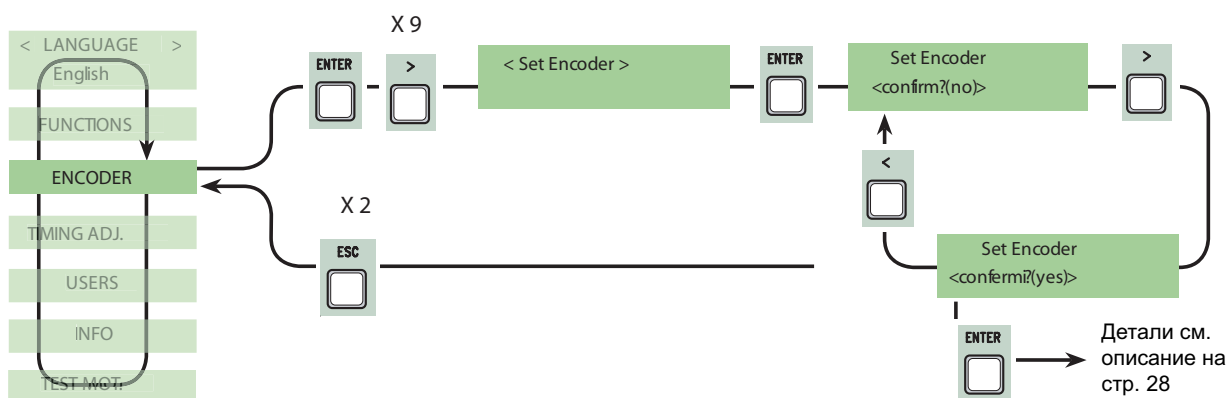 < LANGUAGE >
English
FUNCTIONS
ENCODER
TIMING ADJ.
USERS
INFO
TEST MOT.
X 9
ENTER
>
< Set Encoder >
ENTER
Set Encoder
<confirm?(no)>
>
<
X 2
ESC
Set Encoder
<confermi?(yes)>
ENTER
Детали см.
описание на
стр. 28